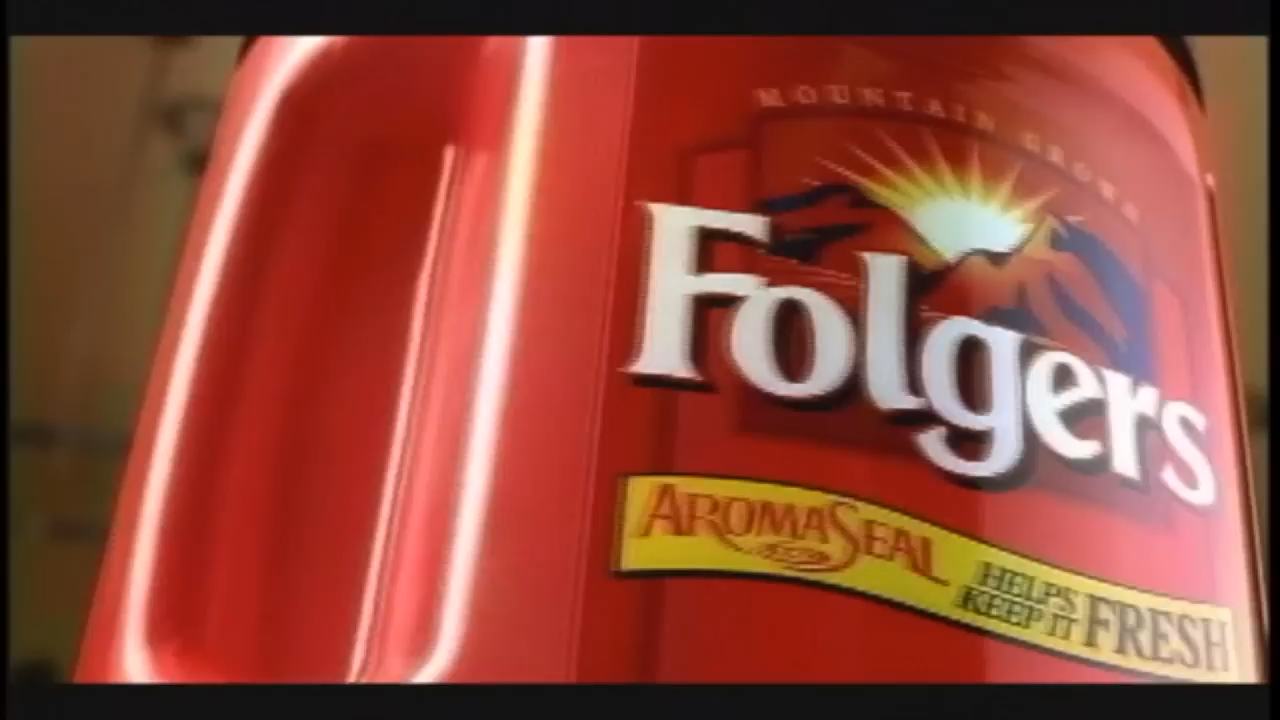 MOUNTAIN GROWN
Folgers
AROMASEAL
HELPS
KEEP IT FRESH